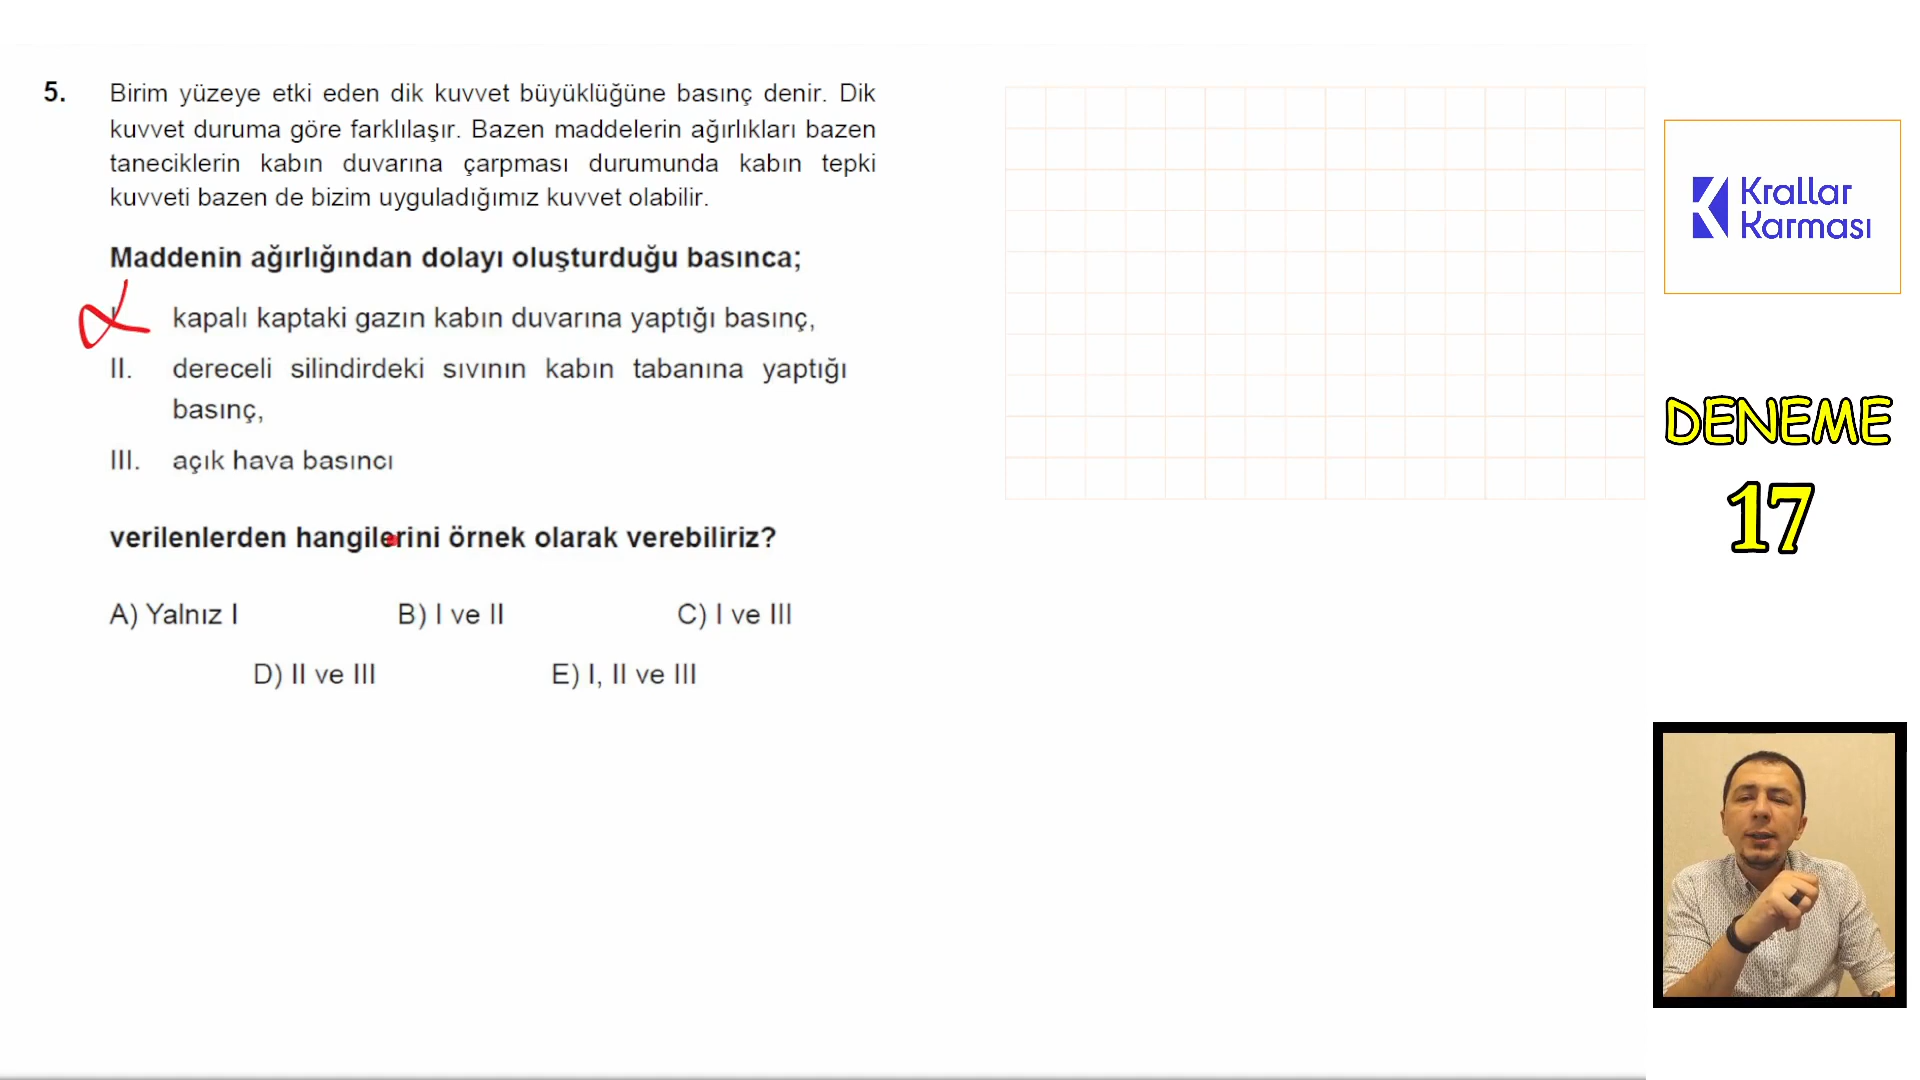 5. Birim yüzeye etki eden dik kuvvet büyüklüğüne basınç denir. Dik
kuvvet duruma göre farklılaşır. Bazen maddelerin ağırlıkları bazen
taneciklerin kabın duvarına çarpması durumunda kabın tepki
kuvveti bazen de bizim uyguladığımız kuvvet olabilir.
Maddenin ağırlığından dolayı oluşturduğu basınca;
I. kapalı kaptaki gazın kabın duvarına yaptığı basınç,
II. dereceli silindirdeki sıvının kabın tabanına yaptığı
basınç,
III. açık hava basıncı
verilenlerden hangilerini örnek olarak verebiliriz?
A) Yalnız I B) I ve II C) I ve III
D) II ve III E) I, II ve III
Krallar
Karması
DENEME
17